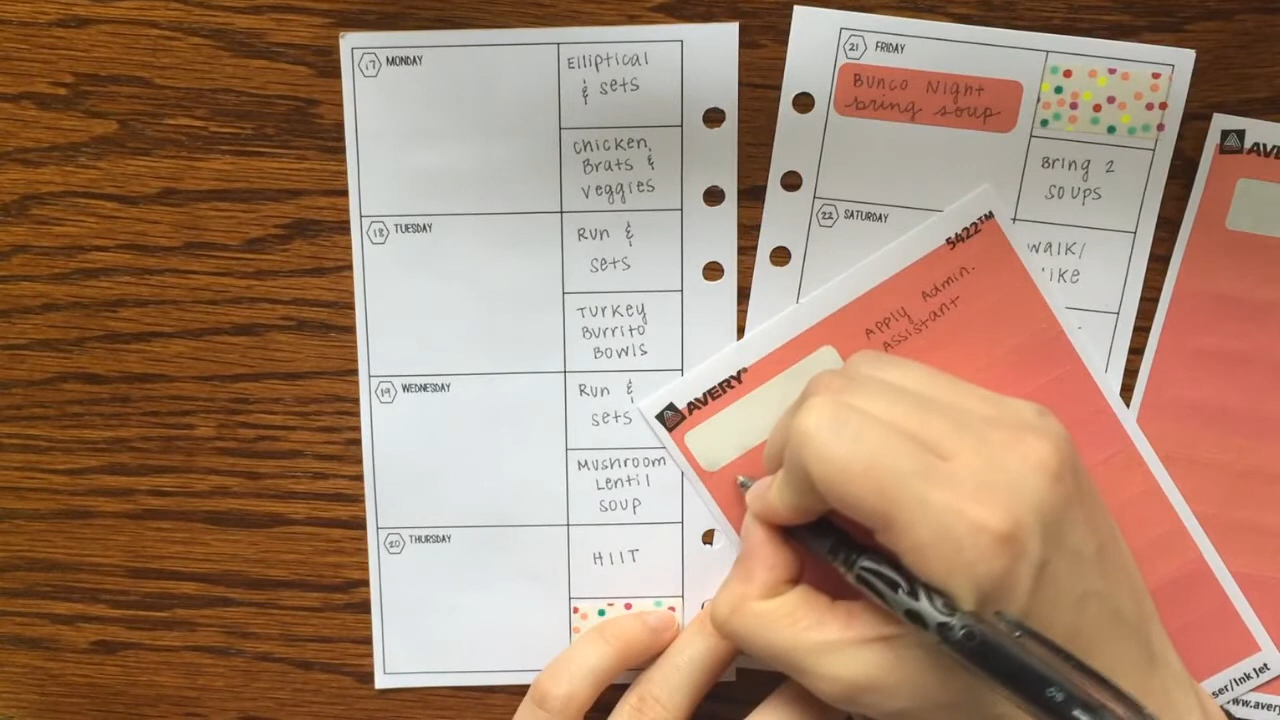 17 MONDAY
Elliptical
& sets
chicken,
Brats &
veggies
18 TUESDAY
Run &
sets
Turkey
Burrito
Bowls
19 WEDNESDAY
Run &
sets
Mushroom
Lentil
soup
20 THURSDAY
HIIT
21 FRIDAY
Bunco Night
bring soup
Bring 2
soups
22 SATURDAY
walk/
5422™
Apply Admin.
Assistant
AVERY®
AVE
ser/Ink Jet
www.avery